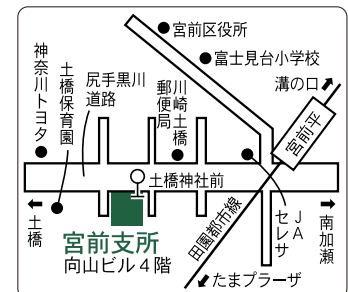 宮前区役所
富士見台小学校
溝の口
宮前平
神奈川トヨタ
土橋保育園
尻手黒川
道路
川崎土橋
郵便局
土橋神社前
土橋
宮前支所
向山ビル４階
田園都市線
ＪＡ
セレサ
南加瀬
たまプラーザ